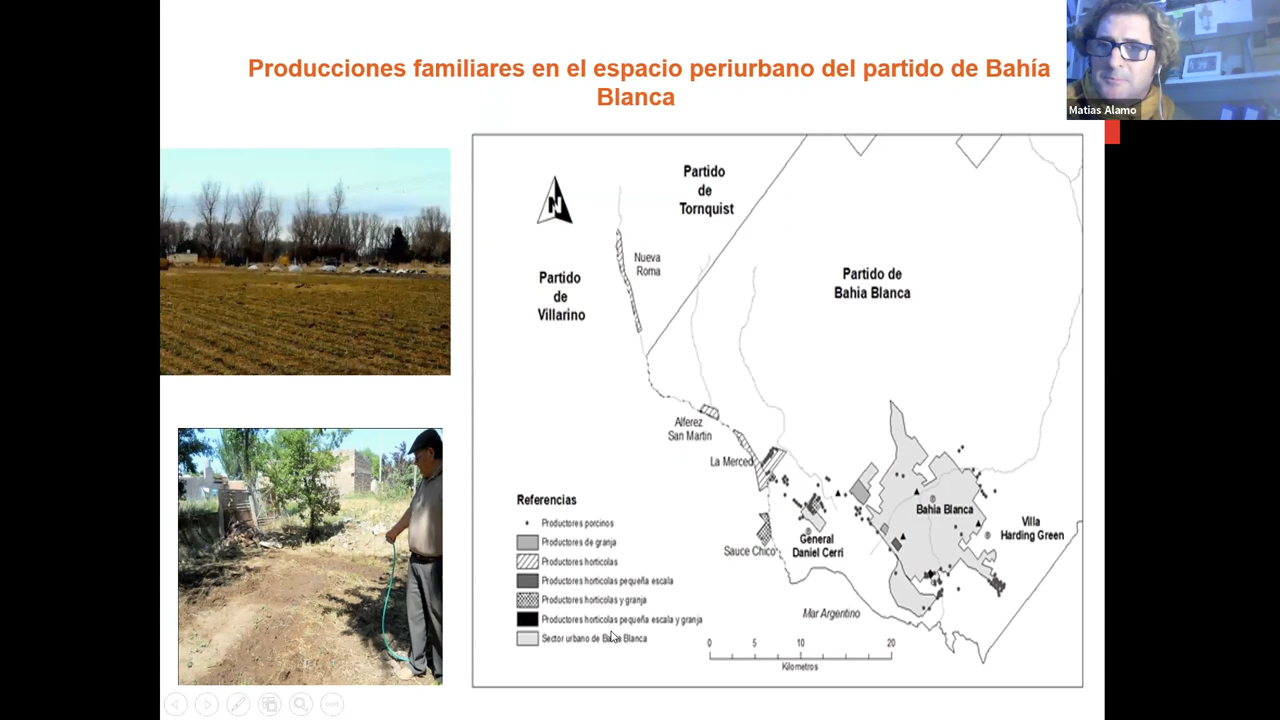 Producciones familiares en el espacio periurbano del partido de Bahía
Blanca
Matias Alamo
Partido
de
Tornquist
N
Nueva
Roma
Partido
de
Villarino
Partido de
Bahia Blanca
Alferez
San Martin
La Merced
Referencias
Productores porcinos
Productores de granja
Productores horticolas
Productores horticolas pequeña escala
Productores horticolas y granja
Productores horticolas pequeña escala y granja
Sector urbano de Bahia Blanca
Sauce Chico
General
Daniel Cerri
Bahia Blanca
Villa
Harding Green
Mar Argentino
0 5 10 20
Kilometros